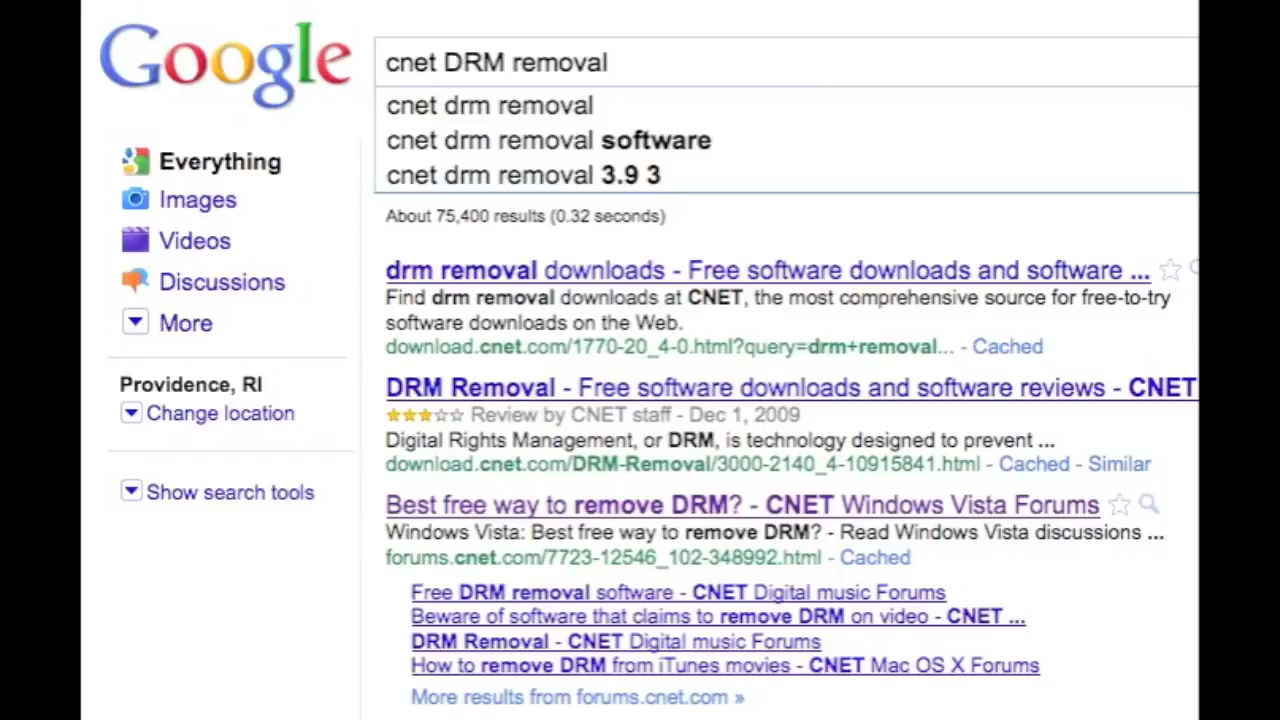 Google
cnet DRM removal
cnet drm removal
cnet drm removal software
cnet drm removal 3.9 3
Everything
Images
Videos
Discussions
More
Providence, RI
Change location
Show search tools
About 75,400 results (0.32 seconds)
drm removal downloads - Free software downloads and software ...
Find drm removal downloads at CNET, the most comprehensive source for free-to-try
software downloads on the Web.
download.cnet.com/1770-20_4-0.html?query=drm+removal... - Cached
DRM Removal - Free software downloads and software reviews - CNET
Review by CNET staff - Dec 1, 2009
Digital Rights Management, or DRM, is technology designed to prevent ...
download.cnet.com/DRM-Removal/3000-2140_4-10915841.html - Cached - Similar
Best free way to remove DRM? - CNET Windows Vista Forums
Windows Vista: Best free way to remove DRM? - Read Windows Vista discussions ...
forums.cnet.com/7723-12546_102-348992.html - Cached
Free DRM removal software - CNET Digital music Forums
Beware of software that claims to remove DRM on video - CNET ...
DRM Removal - CNET Digital music Forums
How to remove DRM from iTunes movies - CNET Mac OS X Forums
More results from forums.cnet.com »